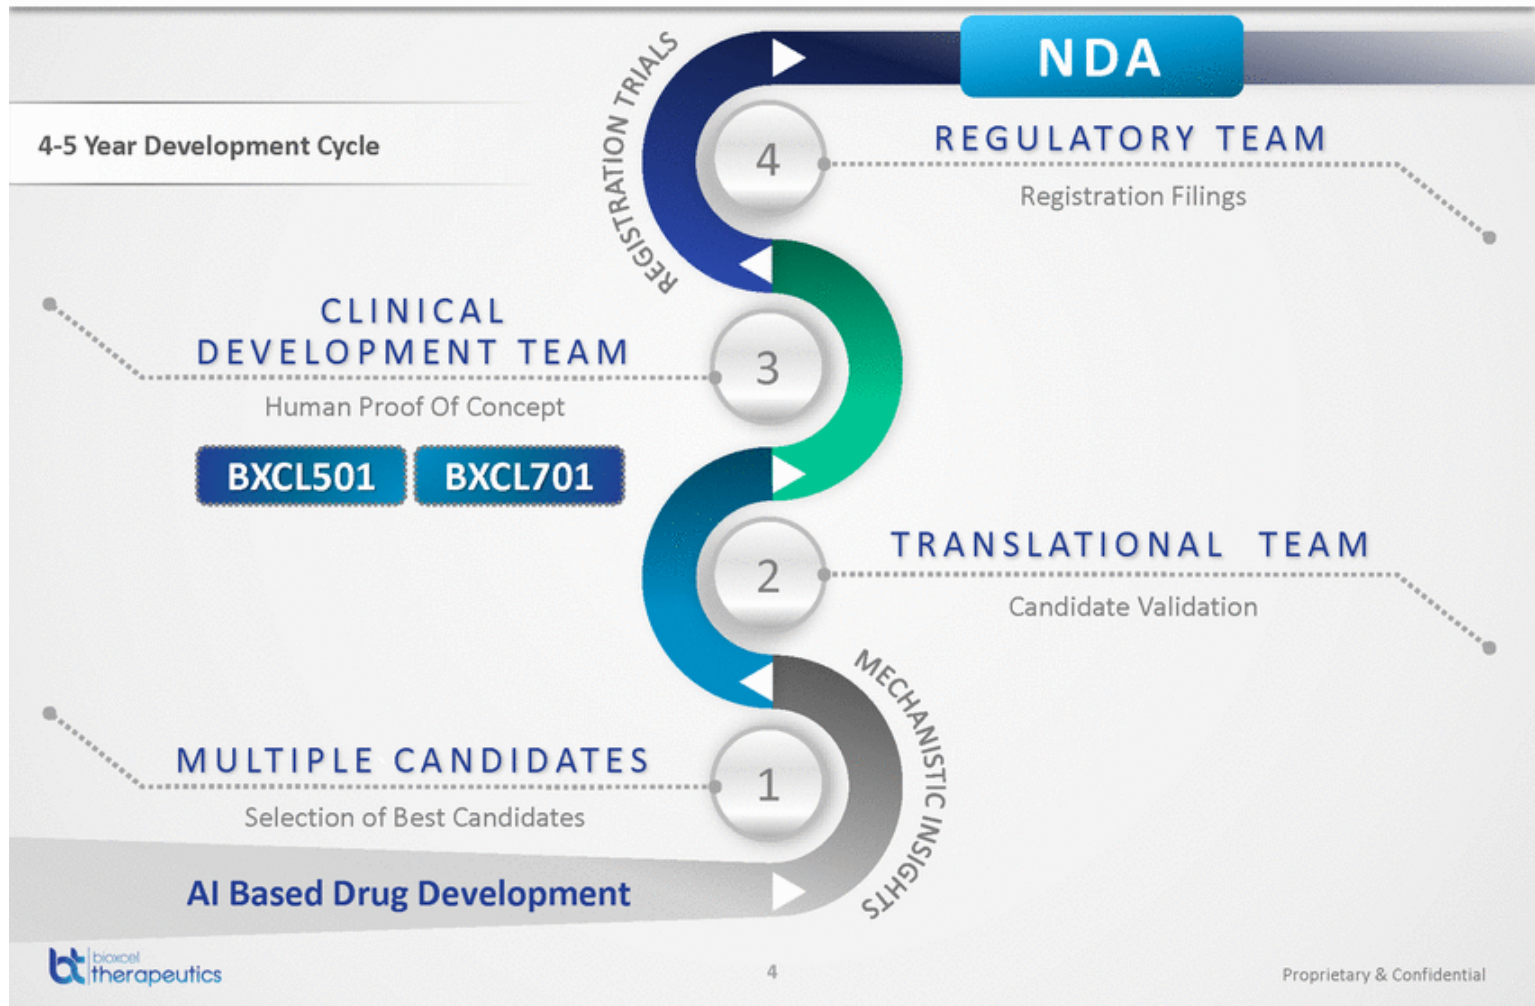 NDA
REGISTRATION TRIALS
4-5 Year Development Cycle
4
REGULATORY TEAM
Registration Filings
CLINICAL
DEVELOPMENT TEAM
3
Human Proof Of Concept
BXCL501
BXCL701
TRANSLATIONAL TEAM
2
Candidate Validation
MECHANISTIC INSIGHTS
MULTIPLE CANDIDATES
1
Selection of Best Candidates
AI Based Drug Development
bt
bioxcel
therapeutics
4
Proprietary & Confidential